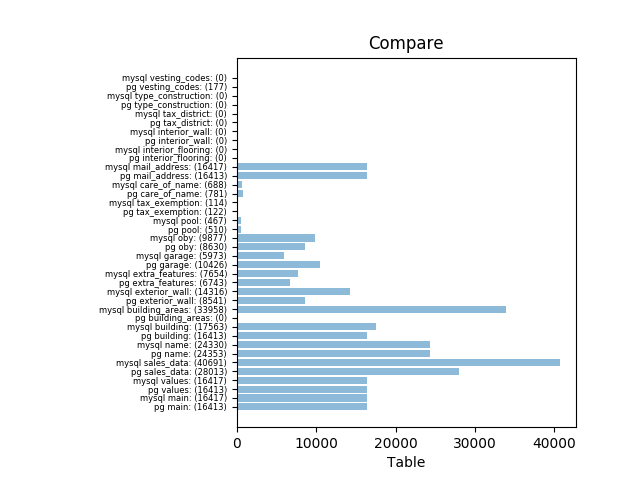 Compare
mysql vesting_codes: (0)
pg vesting_codes: (177)
mysql type_construction: (0)
pg type_construction: (0)
mysql tax_district: (0)
pg tax_district: (0)
mysql interior_wall: (0)
pg interior_wall: (0)
mysql interior_flooring: (0)
pg interior_flooring: (0)
mysql mail_address: (16417)
pg mail_address: (16413)
mysql care_of_name: (688)
pg care_of_name: (781)
mysql tax_exemption: (114)
pg tax_exemption: (122)
mysql pool: (467)
pg pool: (510)
mysql oby: (9877)
pg oby: (8630)
mysql garage: (5973)
pg garage: (10426)
mysql extra_features: (7654)
pg extra_features: (6743)
mysql exterior_wall: (14316)
pg exterior_wall: (8541)
mysql building_areas: (33958)
pg building_areas: (0)
mysql building: (17563)
pg building: (16413)
mysql name: (24330)
pg name: (24353)
mysql sales_data: (40691)
pg sales_data: (28013)
mysql values: (16417)
pg values: (16413)
mysql main: (16417)
pg main: (16413)
0 10000 20000 30000 40000
Table